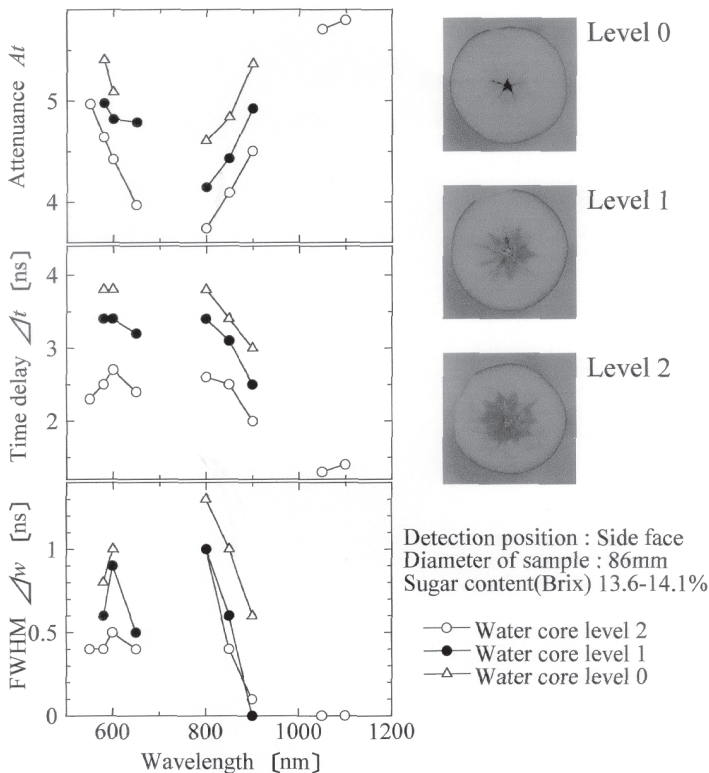 Attenuance At
5
4
Time delay ⊿t [ns]
4
3
2
FWHM ⊿w [ns]
1
0.5
0
600
800
1000
1200
Wavelength [nm]
Level 0
Level 1
Level 2
Detection position : Side face
Diameter of sample : 86mm
Sugar content(Brix) 13.6-14.1%
Water core level 2
Water core level 1
Water core level 0